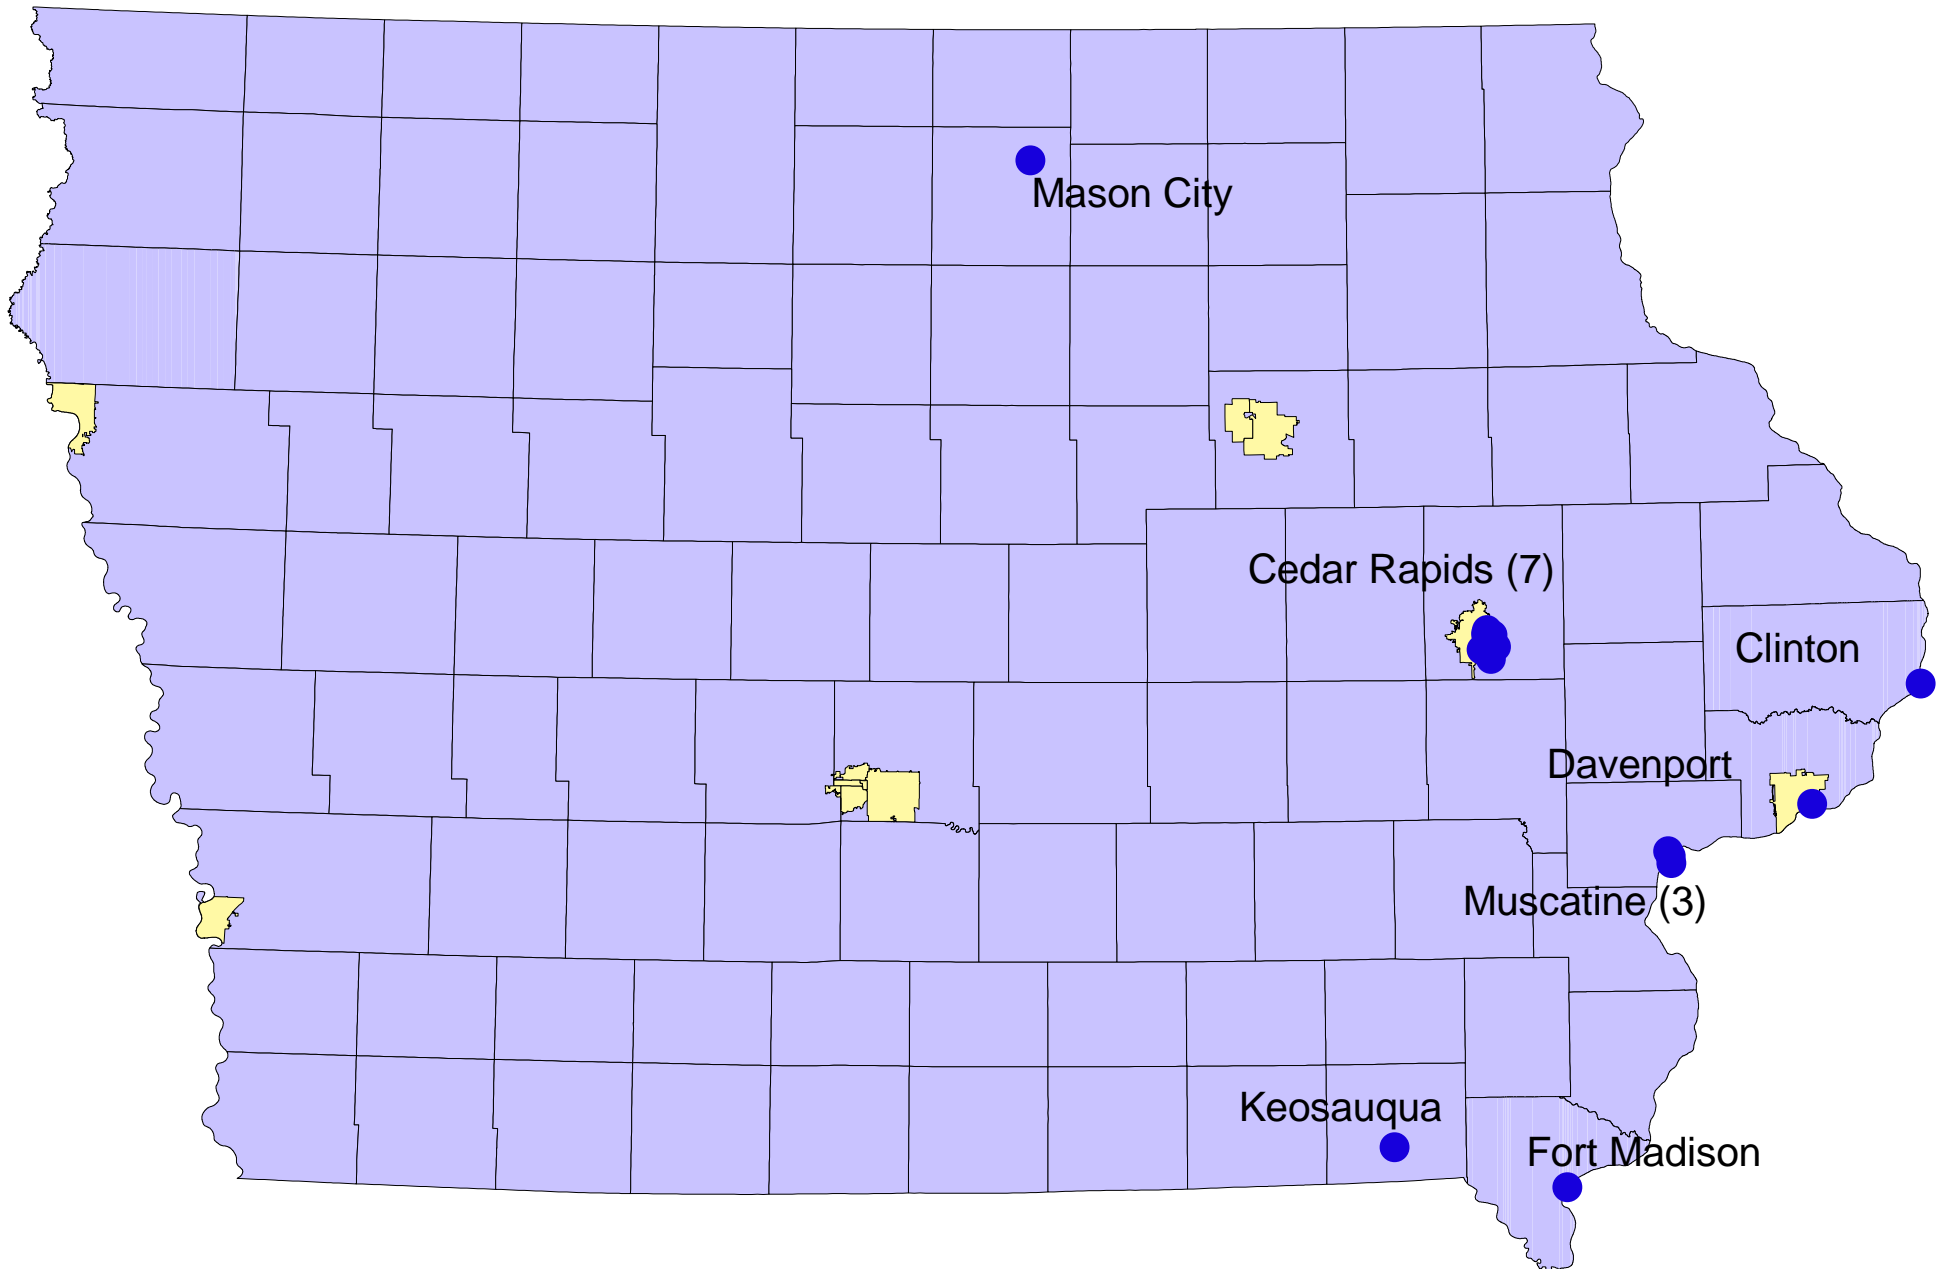 Mason City
Cedar Rapids (7)
Clinton
Davenport
Muscatine (3)
Keosauqua
Fort Madison